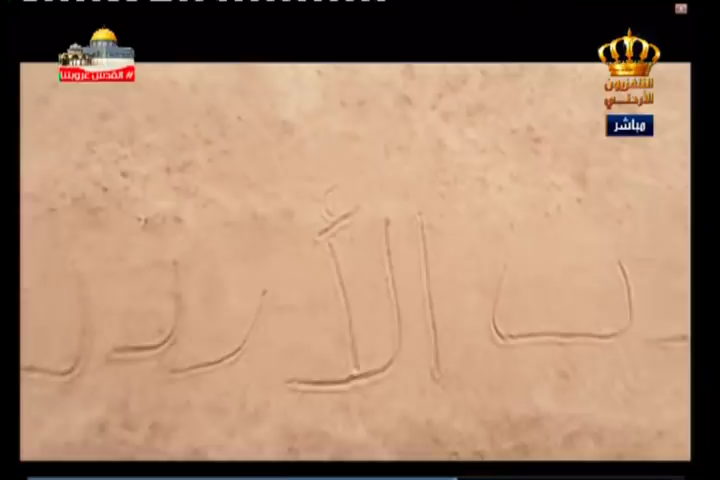 # القدس عروبتنا
التلفزيون
الأردني
مباشر
الأردن